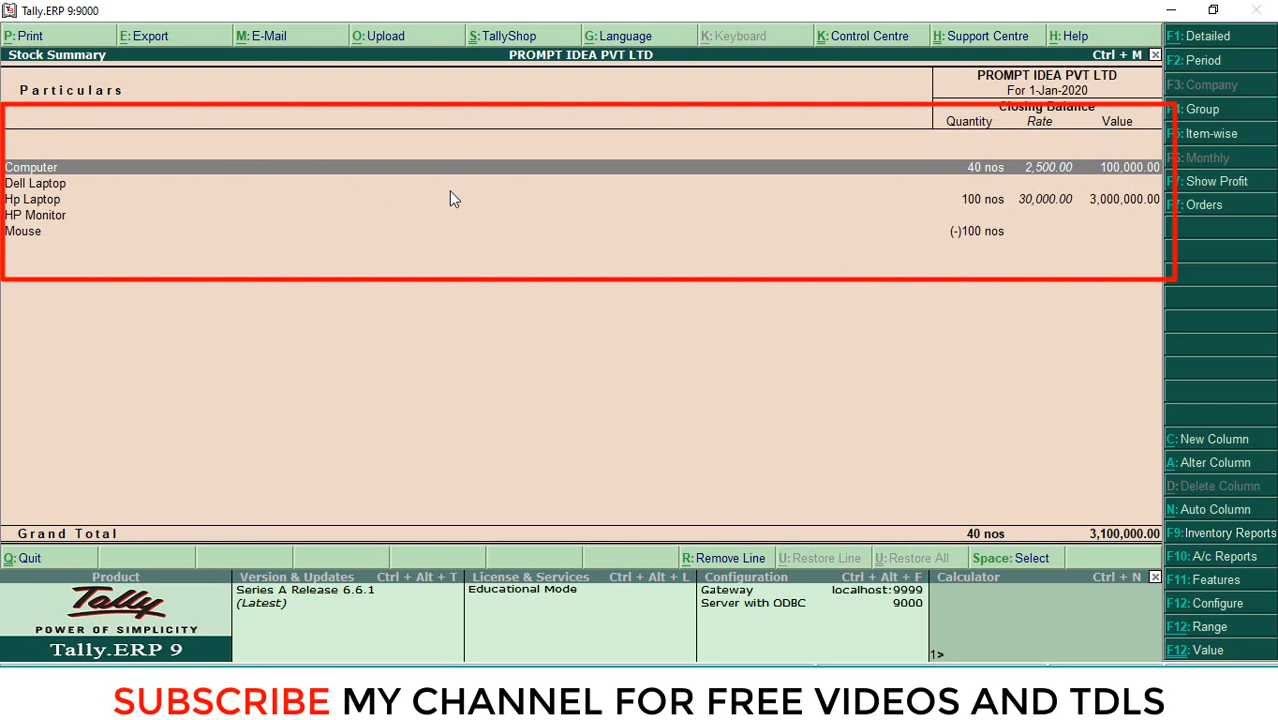 Tally.ERP 9:9000
P: Print E: Export M: E-Mail O: Upload S: TallyShop G: Language K: Keyboard K: Control Centre H: Support Centre H: Help
Stock Summary PROMPT IDEA PVT LTD Ctrl + M
Particulars
PROMPT IDEA PVT LTD
For 1-Jan-2020
Closing Balance
Quantity Rate Value
Computer 40 nos 2,500.00 100,000.00
Dell Laptop
Hp Laptop 100 nos 30,000.00 3,000,000.00
HP Monitor
Mouse (-)100 nos
Grand Total 40 nos 3,100,000.00
F1: Detailed
F2: Period
F3: Company
F4: Group
F5: Item-wise
F6: Monthly
F7: Show Profit
F7: Orders
C: New Column
A: Alter Column
D: Delete Column
N: Auto Column
F9: Inventory Reports
F10: A/c Reports
F11: Features
F12: Configure
F12: Range
F12: Value
Q: Quit R: Remove Line U: Restore Line U: Restore All Space: Select
Product
Tally
POWER OF SIMPLICITY
Tally.ERP 9
Version & Updates Ctrl + Alt + T
Series A Release 6.6.1
(Latest)
License & Services Ctrl + Alt + L
Educational Mode
Configuration Ctrl + Alt + F
Gateway localhost:9999
Server with ODBC 9000
Calculator Ctrl + N
1>
SUBSCRIBE MY CHANNEL FOR FREE VIDEOS AND TDLS